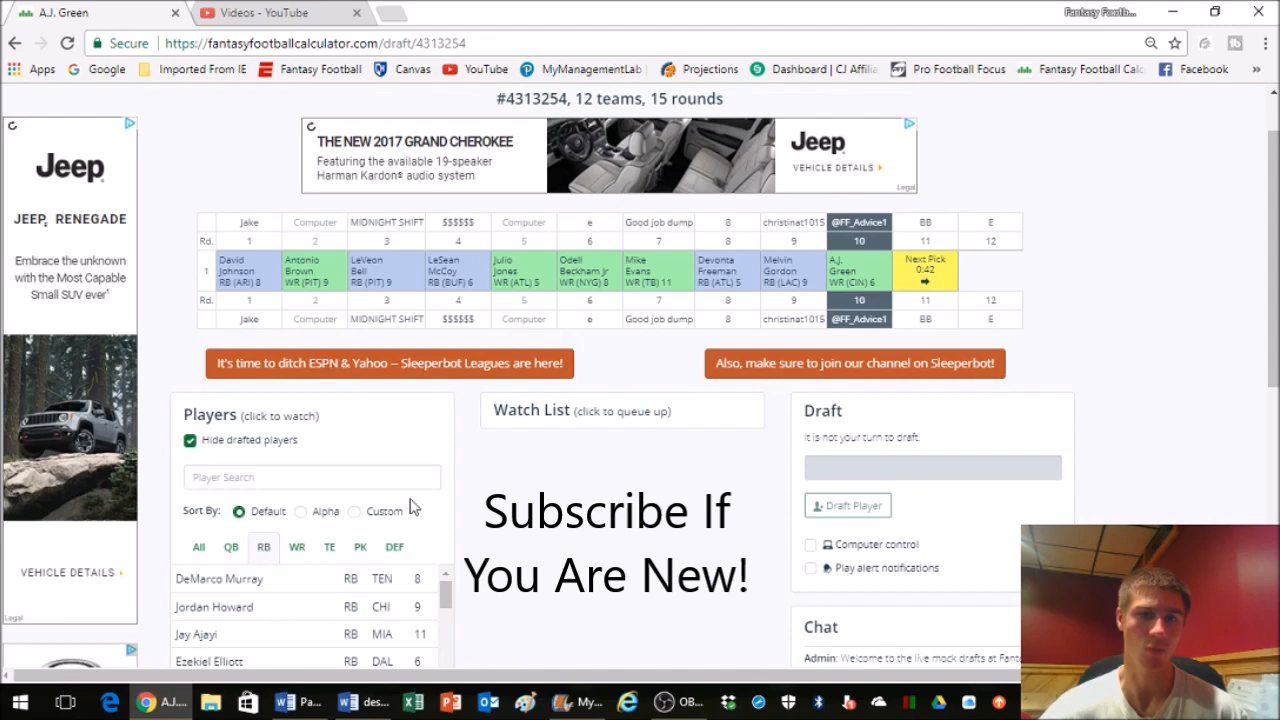 A.J. Green
Videos - YouTube
Fantasy Footb...
Secure https://fantasyfootballcalculator.com/draft/4313254
Apps Google Imported From IE Fantasy Football Canvas YouTube MyManagementLab Projections Dashboard | CJ Affilia Pro Football Focus Fantasy Football Calc Facebook »
#4313254, 12 teams, 15 rounds
THE NEW 2017 GRAND CHEROKEE
Featuring the available 19-speaker
Harman Kardon® audio system
Jeep
VEHICLE DETAILS
Legal
Jeep
JEEP® RENEGADE
Embrace the unknown
with the Most Capable
Small SUV ever*
VEHICLE DETAILS
Legal
Jake Computer MIDNIGHT SHIFT $$$$$$ Computer e Good job dump 8 christinat1015 @FF_Advice1 BB E
Rd. 1 2 3 4 5 6 7 8 9 10 11 12
1 David Antonio LeVeon LeSean Julio Odell Mike Devonta Melvin A.J. Next Pick
Johnson Brown Bell McCoy Jones Beckham Jr Evans Freeman Gordon Green 0:42
RB (ARI) 8 WR (PIT) 9 RB (PIT) 9 RB (BUF) 6 WR (ATL) 5 WR (NYG) 8 WR (TB) 11 RB (ATL) 5 RB (LAC) 9 WR (CIN) 6
Rd. 1 2 3 4 5 6 7 8 9 10 11 12
Jake Computer MIDNIGHT SHIFT $$$$$$ Computer e Good job dump 8 christinat1015 @FF_Advice1 BB E
It's time to ditch ESPN & Yahoo – Sleeperbot Leagues are here!
Also, make sure to join our channel on Sleeperbot!
Players (click to watch)
Hide drafted players
Player Search
Sort By: Default Alpha Custom
All QB RB WR TE PK DEF
DeMarco Murray RB TEN 8
Jordan Howard RB CHI 9
Jay Ajayi RB MIA 11
Ezekiel Elliott RB DAL 6
Watch List (click to queue up)
Subscribe If
You Are New!
Draft
It is not your turn to draft.
Draft Player
Computer control
Play alert notifications
Chat
Admin: Welcome to the live mock drafts at Fant
A.J.... Pa... des... My... OB...